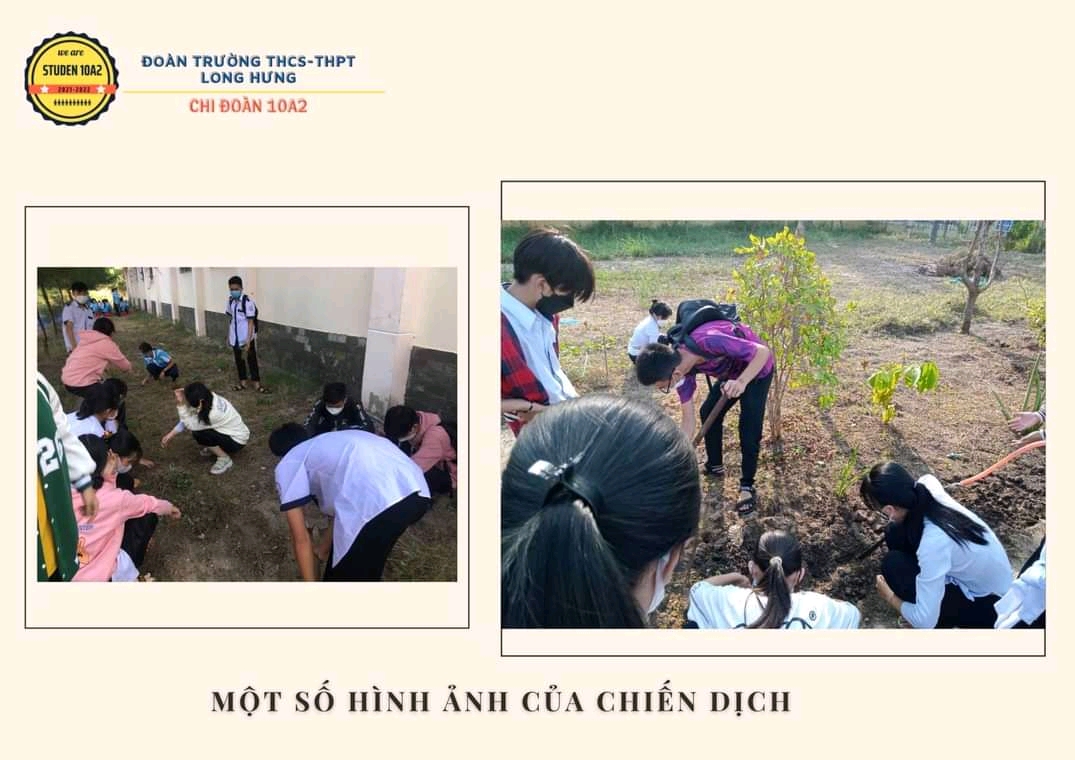 we are
STUDEN 10A2
2021-2022
ĐOÀN TRƯỜNG THCS-THPT
LONG HƯNG
CHI ĐOÀN 10A2
2
MỘT SỐ HÌNH ẢNH CỦA CHIẾN DỊCH